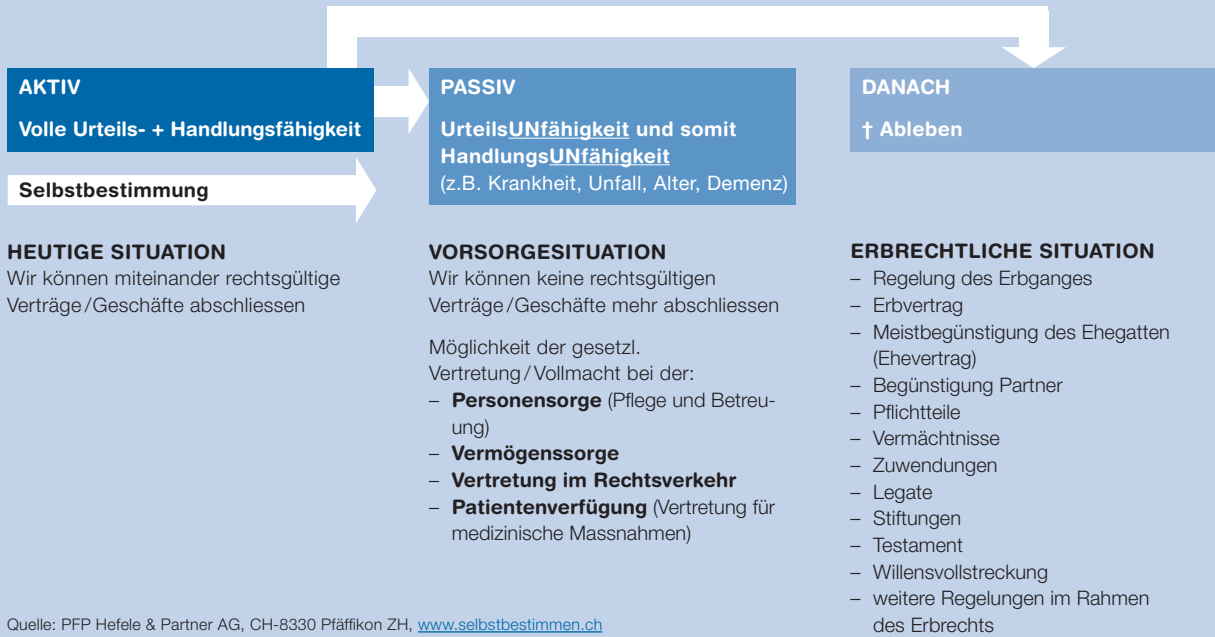 AKTIV
Volle Urteils- + Handlungsfähigkeit
Selbstbestimmung
HEUTIGE SITUATION
Wir können miteinander rechtsgültige
Verträge/Geschäfte abschliessen
PASSIV
UrteilsUNfähigkeit und somit
HandlungsUNfähigkeit
(z.B. Krankheit, Unfall, Alter, Demenz)
VORSORGESITUATION
Wir können keine rechtsgültigen
Verträge/Geschäfte mehr abschliessen
Möglichkeit der gesetzl.
Vertretung/Vollmacht bei der:
– Personensorge (Pflege und Betreu-
ung)
– Vermögenssorge
– Vertretung im Rechtsverkehr
– Patientenverfügung (Vertretung für
medizinische Massnahmen)
DANACH
† Ableben
ERBRECHTLICHE SITUATION
– Regelung des Erbganges
– Erbvertrag
– Meistbegünstigung des Ehegatten
(Ehevertrag)
– Begünstigung Partner
– Pflichtteile
– Vermächtnisse
– Zuwendungen
– Legate
– Stiftungen
– Testament
– Willensvollstreckung
– weitere Regelungen im Rahmen
des Erbrechts
Quelle: PFP Hefele & Partner AG, CH-8330 Pfäffikon ZH, www.selbstbestimmen.ch